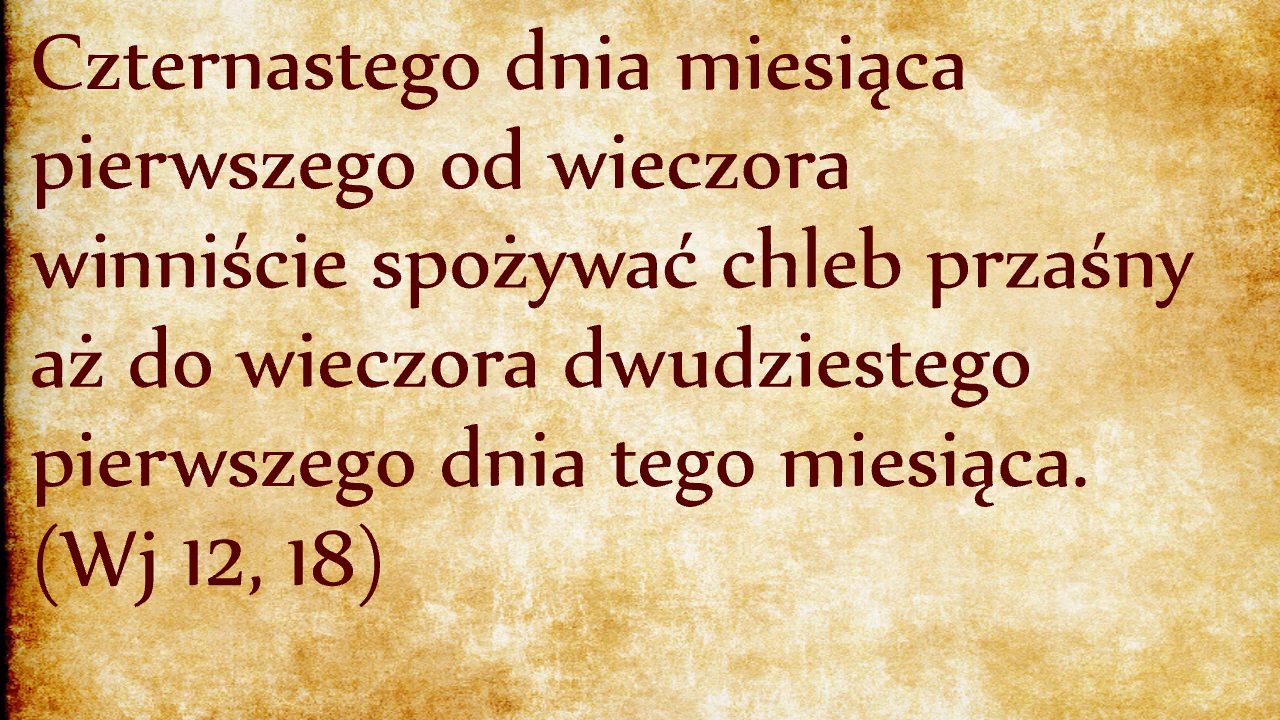 Czternastego dnia miesiąca
pierwszego od wieczora
winniście spożywać chleb przaśny
aż do wieczora dwudziestego
pierwszego dnia tego miesiąca.
(Wj 12, 18)